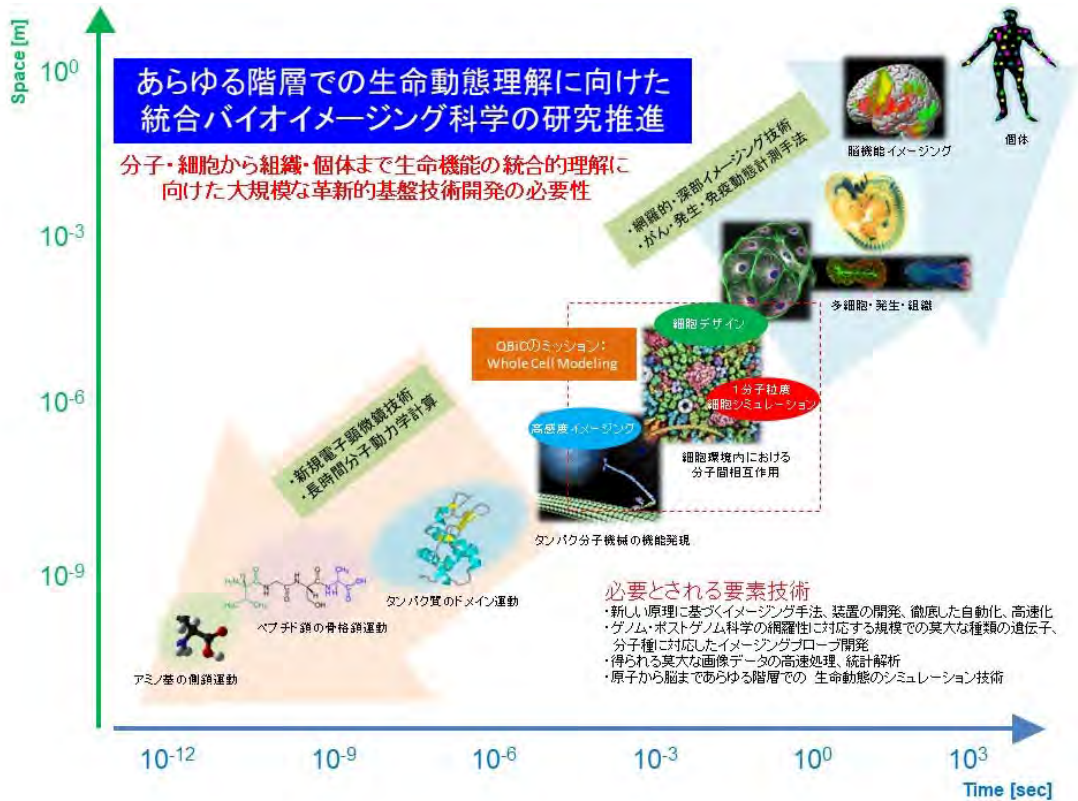 Space [m]
10⁰
10⁻³
10⁻⁶
10⁻⁹
あらゆる階層での生命動態理解に向けた
統合バイオイメージング科学の研究推進
分子・細胞から組織・個体まで生命機能の統合的理解に
向けた大規模な革新的基盤技術開発の必要性
・網羅的・深部イメージング技術
・がん・発生・免疫動態計測手法
脳機能イメージング
個体
多細胞・発生・組織
細胞デザイン
QBiCのミッション:
Whole Cell Modeling
1分子粒度
細胞シミュレーション
高感度イメージング
細胞環境内における
分子間相互作用
・新規電子顕微鏡技術
・長時間分子動力学計算
タンパク分子機械の機能発現
タンパク質のドメイン運動
ペプチド鎖の骨格鎖運動
アミノ基の側鎖運動
必要とされる要素技術
・新しい原理に基づくイメージング手法、装置の開発、徹底した自動化、高速化
・ゲノム・ポストゲノム科学の網羅性に対応する規模での莫大な種類の遺伝子、
分子種に対応したイメージングプローブ開発
・得られる莫大な画像データの高速処理、統計解析
・原子から脳まであらゆる階層での 生命動態のシミュレーション技術
10⁻¹²
10⁻⁹
10⁻⁶
10⁻³
10⁰
10³
Time [sec]